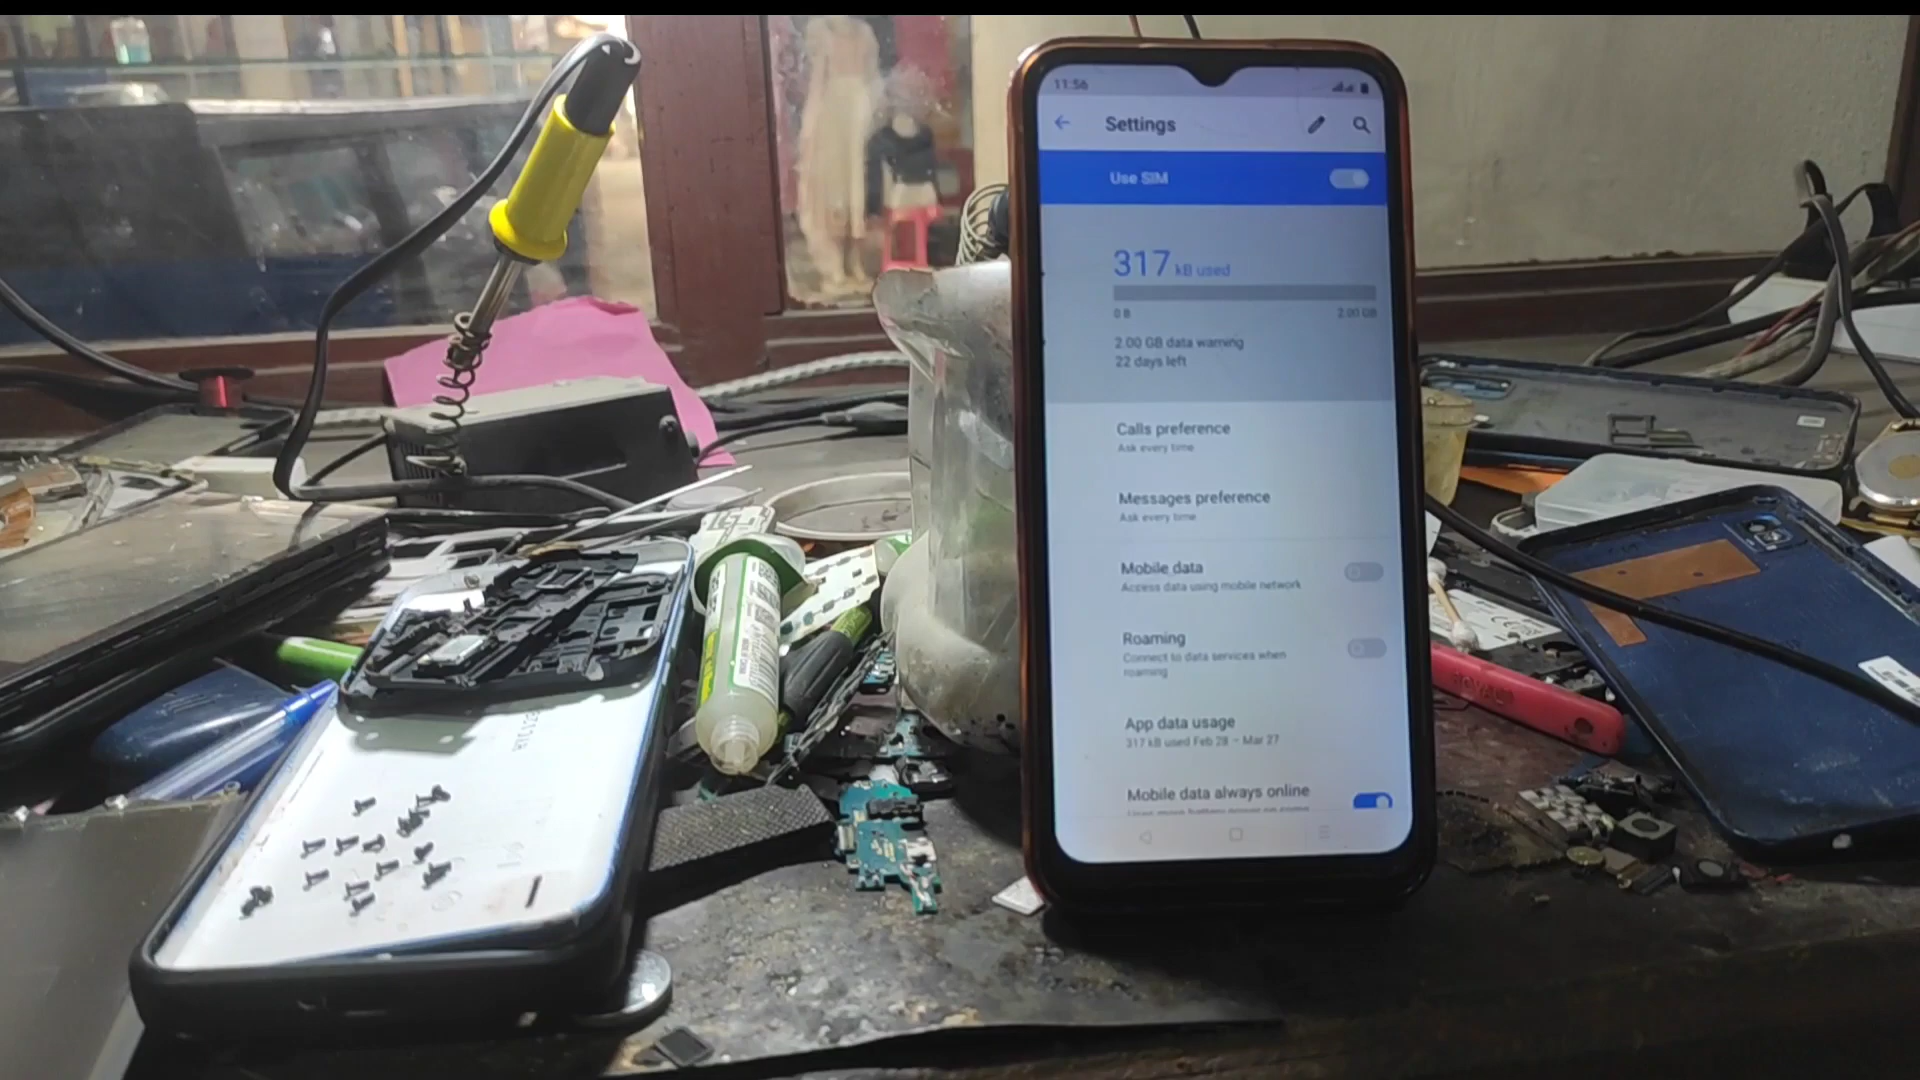 11:56
Settings
Use SIM
317 kB used
0 B 2.00 GB
2.00 GB data warning
22 days left
Calls preference
Ask every time
Messages preference
Ask every time
Mobile data
Access data using mobile network
Roaming
Connect to data services when
roaming
App data usage
317 kB used Feb 28 – Mar 27
Mobile data always online